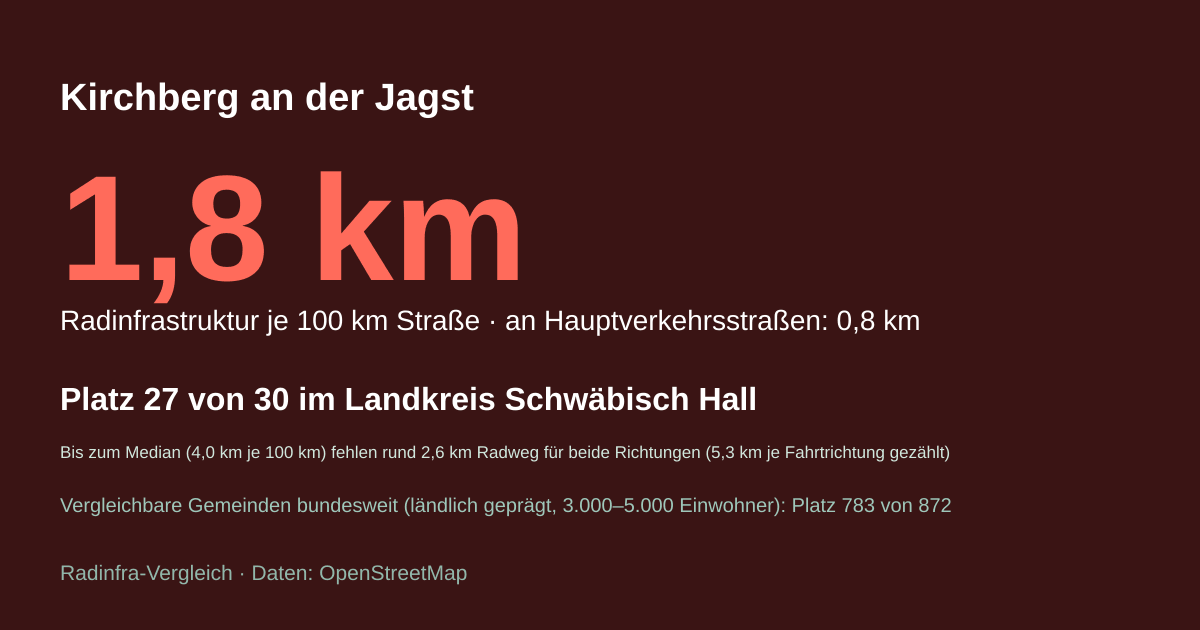 Kirchberg an der Jagst
1,8 km
Radinfrastruktur je 100 km Straße · an Hauptverkehrsstraßen: 0,8 km
Platz 27 von 30 im Landkreis Schwäbisch Hall
Bis zum Median (4,0 km je 100 km) fehlen rund 2,6 km Radweg für beide Richtungen (5,3 km je Fahrtrichtung gezählt)
Vergleichbare Gemeinden bundesweit (ländlich geprägt, 3.000–5.000 Einwohner): Platz 783 von 872
Radinfra-Vergleich · Daten: OpenStreetMap